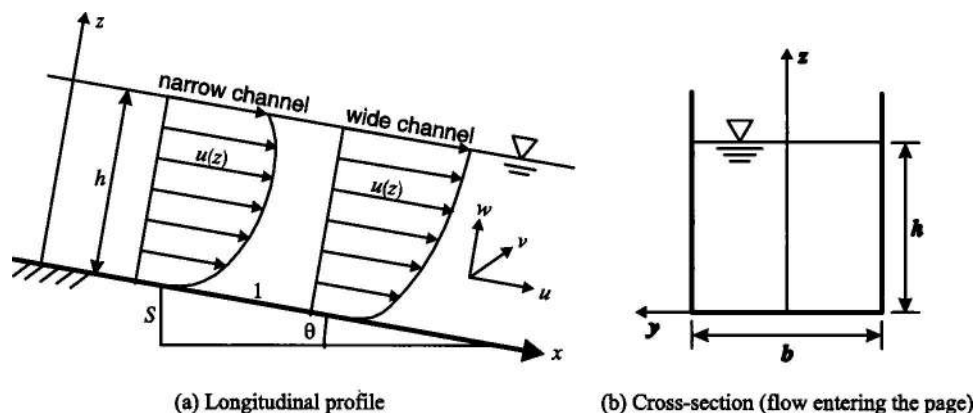 z
narrow channel
wide channel
u(z)
u(z)
h
w
v
u
1
S
θ
x
(a) Longitudinal profile
z
h
y
b
(b) Cross-section (flow entering the page)